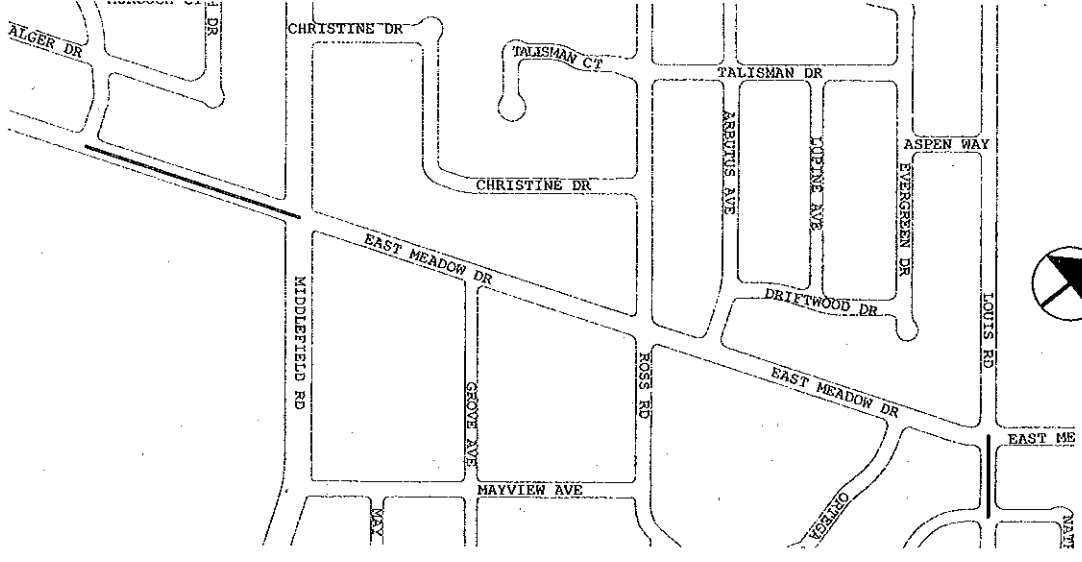 DR
ALGER DR
CHRISTINE DR
TALISMAN CT
TALISMAN DR
ARBUTUS AVE
LUPINE AVE
ASPEN WAY
EVERGREEN DR
CHRISTINE DR
EAST MEADOW DR
MIDDLEFIELD RD
DRIFTWOOD DR
LOUIS RD
ROSS RD
GROVE AVE
EAST MEADOW DR
EAST ME
MAYVIEW AVE
MAY
ORTEGA